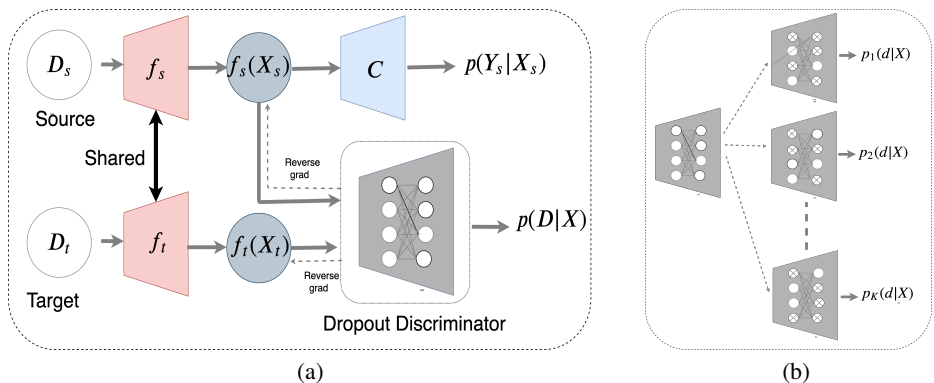 D_s
f_s
f_s(X_s)
C
p(Y_s|X_s)
Source
Shared
Reverse
grad
D_t
f_t
f_t(X_t)
p(D|X)
Reverse
grad
Target
Dropout Discriminator
(a)
p_1(d|X)
p_2(d|X)
p_K(d|X)
(b)